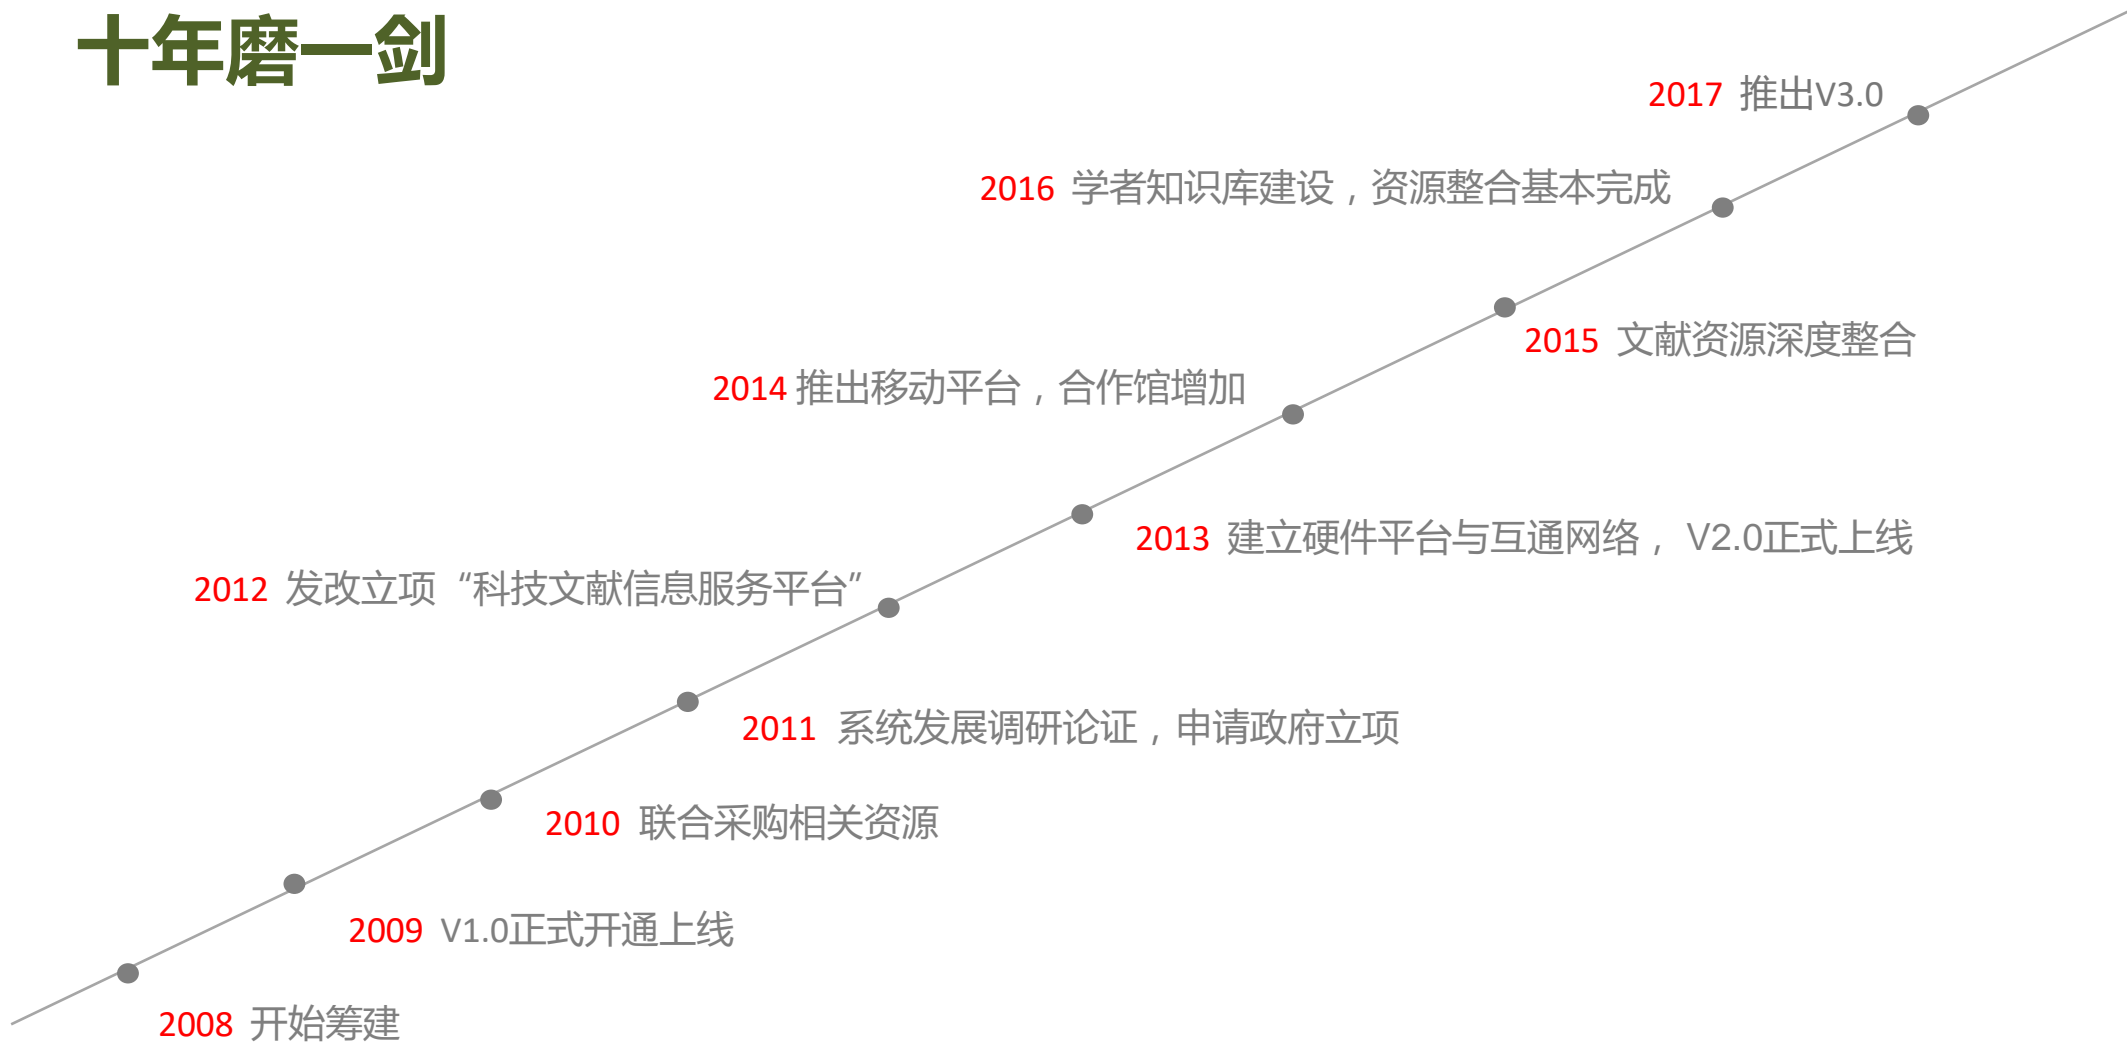 十年磨一剑
2017 推出V3.0
2016 学者知识库建设，资源整合基本完成
2015 文献资源深度整合
2014 推出移动平台，合作馆增加
2013 建立硬件平台与互通网络， V2.0正式上线
2012 发改立项“科技文献信息服务平台”
2011 系统发展调研论证，申请政府立项
2010 联合采购相关资源
2009 V1.0正式开通上线
2008 开始筹建